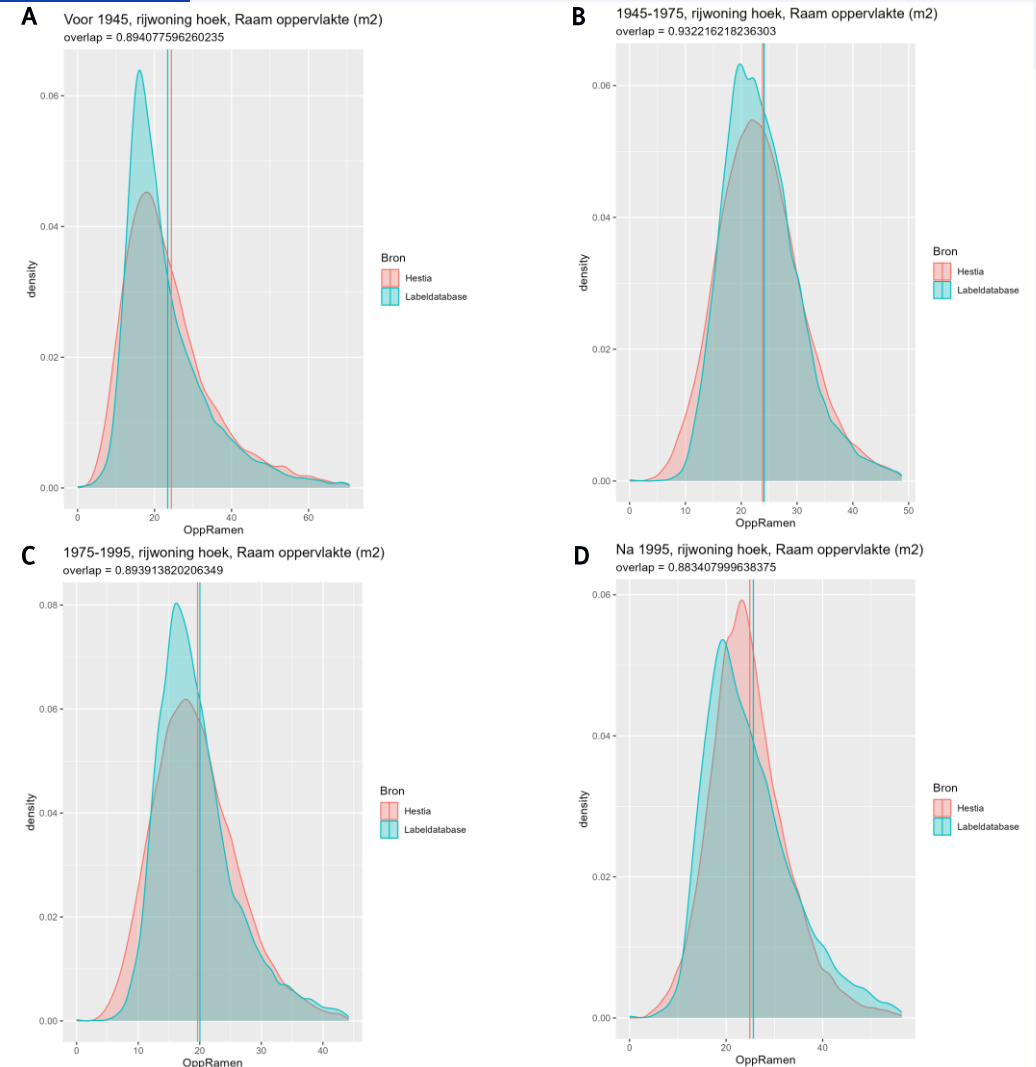 A
Voor 1945, rijwoning hoek, Raam oppervlakte (m2)
overlap = 0.894077596260235
0.06
0.04
0.02
0.00
density
0 20 40 60
OppRamen
Bron
Hestia
Labeldatabase
B
1945-1975, rijwoning hoek, Raam oppervlakte (m2)
overlap = 0.932216218236303
0.06
0.04
0.02
0.00
density
0 10 20 30 40 50
OppRamen
Bron
Hestia
Labeldatabase
C
1975-1995, rijwoning hoek, Raam oppervlakte (m2)
overlap = 0.893913820206349
0.08
0.06
0.04
0.02
0.00
density
0 10 20 30 40
OppRamen
Bron
Hestia
Labeldatabase
D
Na 1995, rijwoning hoek, Raam oppervlakte (m2)
overlap = 0.883407999638375
0.06
0.04
0.02
0.00
density
0 20 40
OppRamen
Bron
Hestia
Labeldatabase